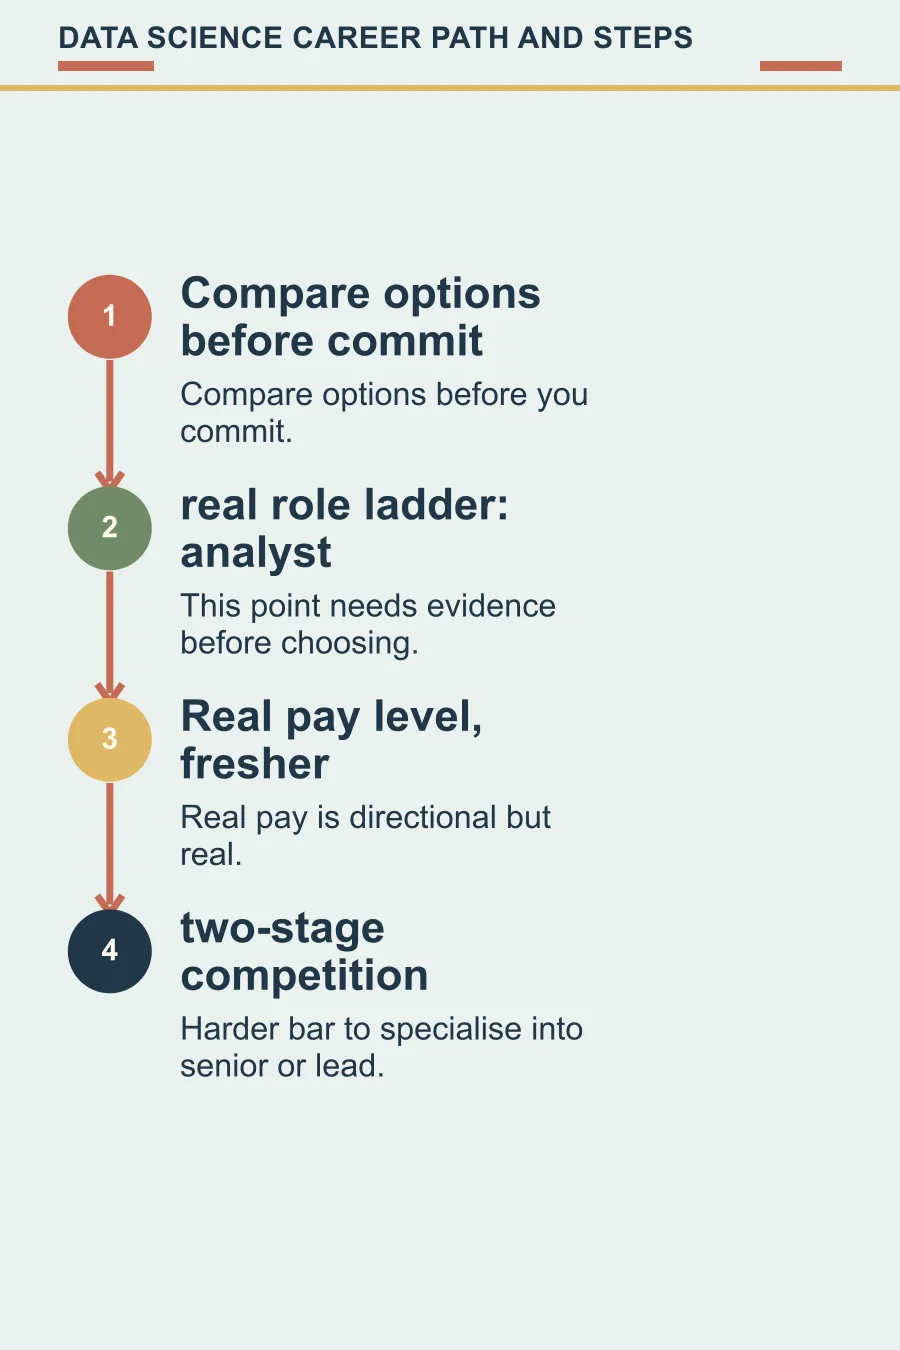 DATA SCIENCE CAREER PATH AND STEPS
1
Compare options
before commit
Compare options before you
commit.
2
real role ladder:
analyst
This point needs evidence
before choosing.
3
Real pay level,
fresher
Real pay is directional but
real.
4
two-stage
competition
Harder bar to specialise into
senior or lead.